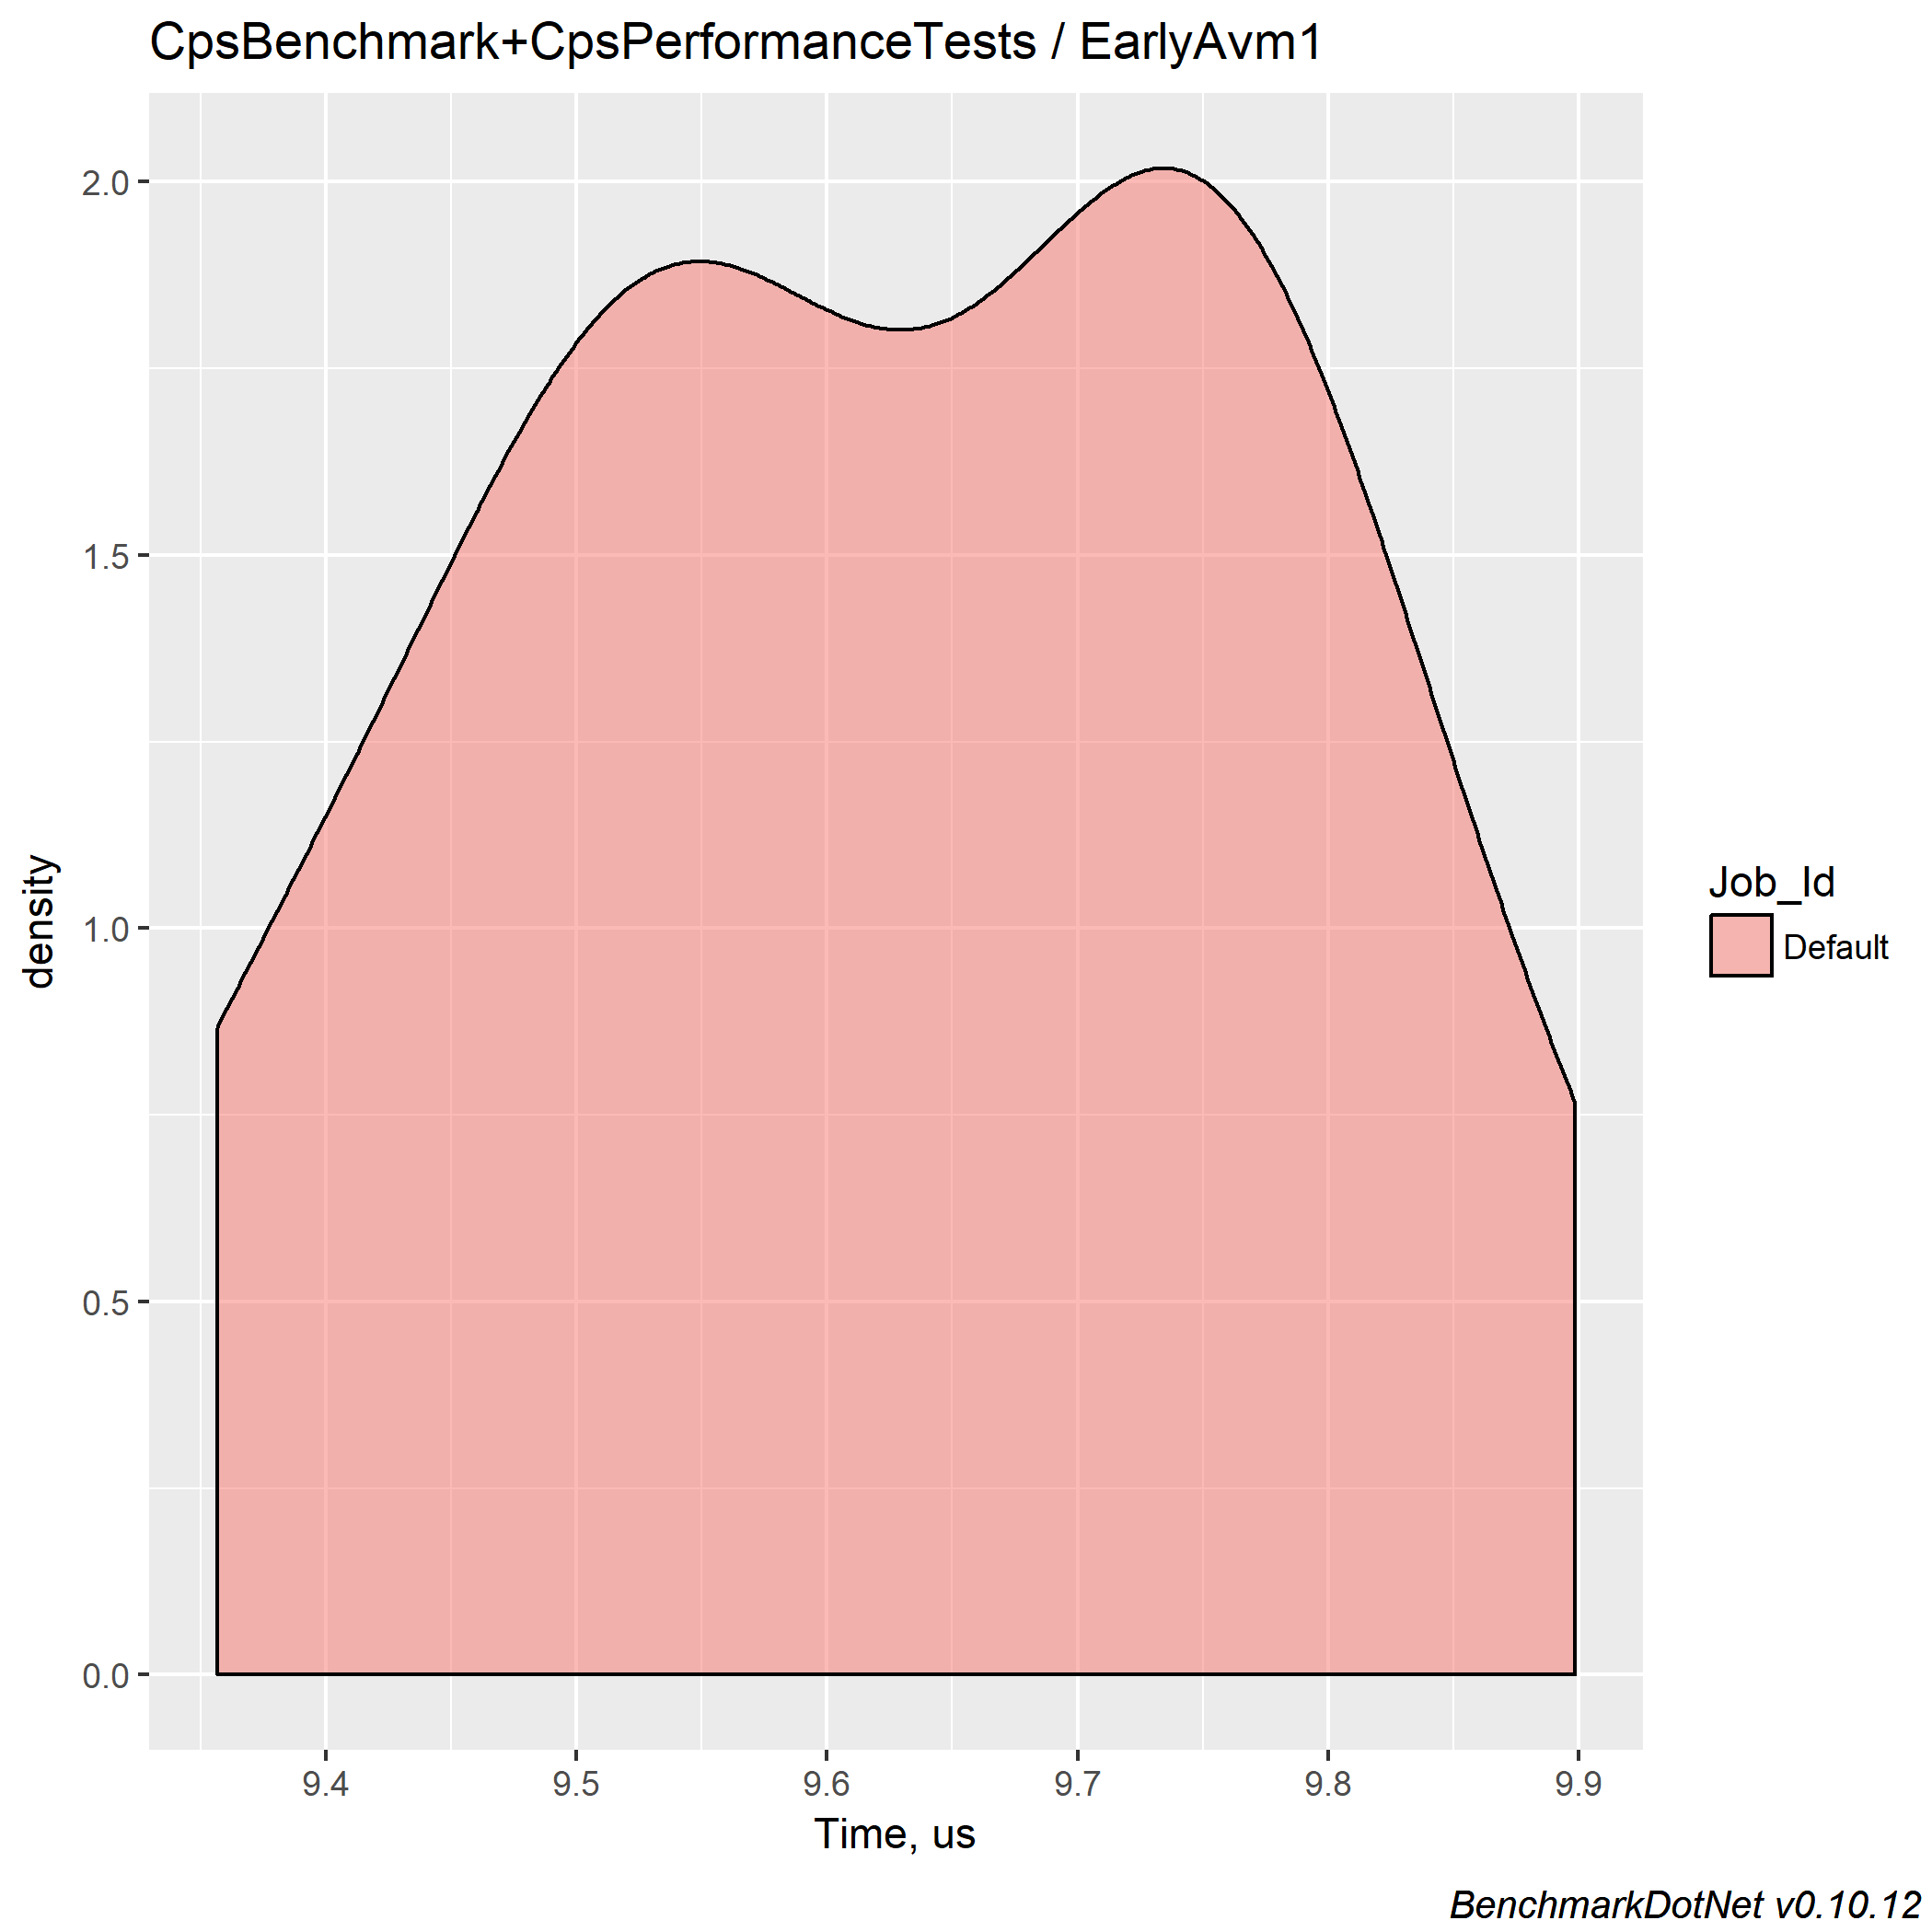 CpsBenchmark+CpsPerformanceTests / EarlyAvm1
2.0
1.5
1.0
0.5
0.0
density
9.4 9.5 9.6 9.7 9.8 9.9
Time, us
Job_Id
Default
BenchmarkDotNet v0.10.12